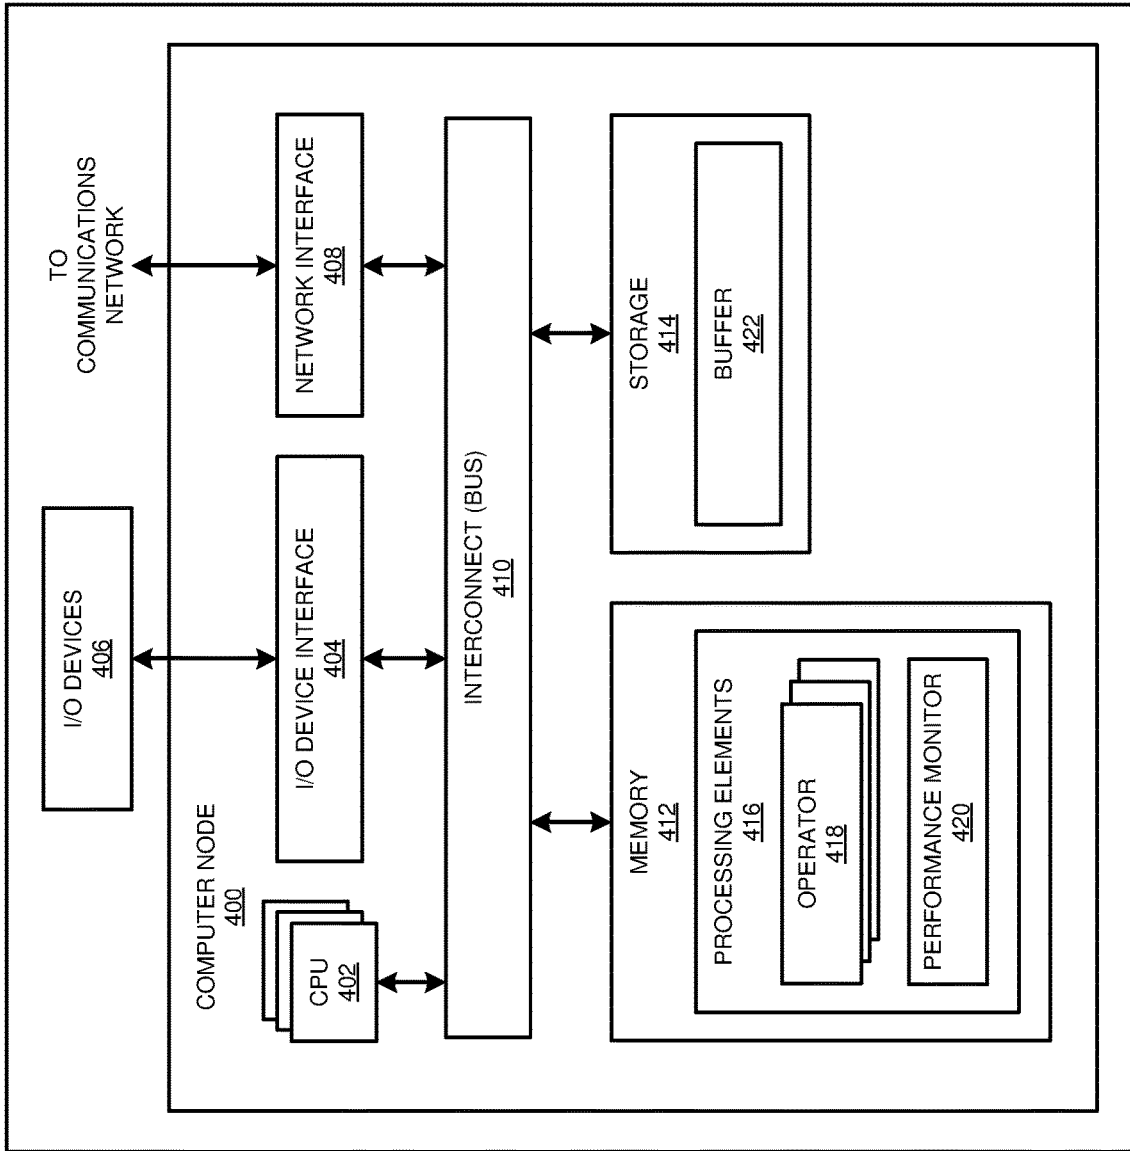 I/O DEVICES
406
TO
COMMUNICATIONS
NETWORK
COMPUTER NODE
400
CPU
402
I/O DEVICE INTERFACE
404
NETWORK INTERFACE
408
INTERCONNECT (BUS)
410
MEMORY
412
PROCESSING ELEMENTS
416
OPERATOR
418
PERFORMANCE MONITOR
420
STORAGE
414
BUFFER
422